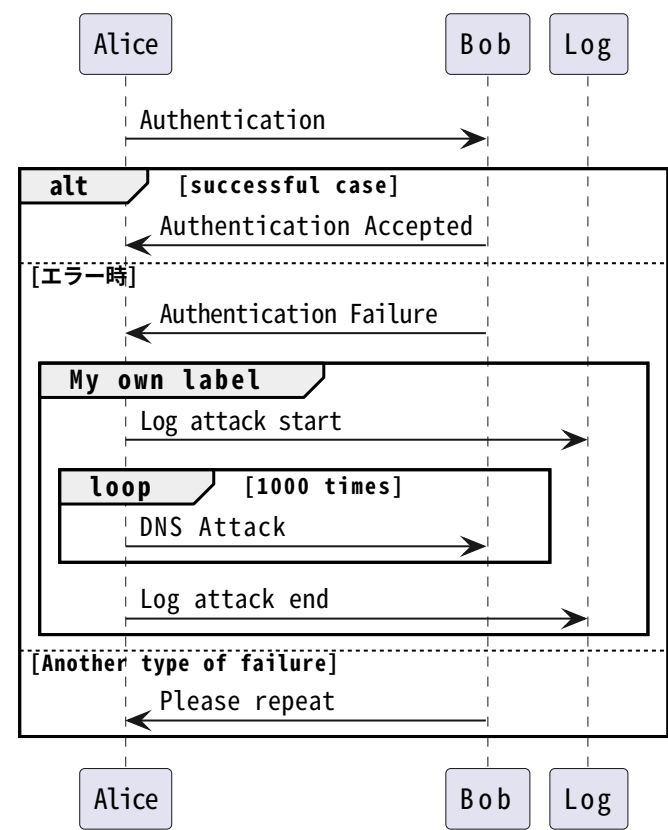 Alice Bob Log
Authentication
alt [successful case]
Authentication Accepted
[エラー時]
Authentication Failure
My own label
Log attack start
loop [1000 times]
DNS Attack
Log attack end
[Another type of failure]
Please repeat
Alice Bob Log